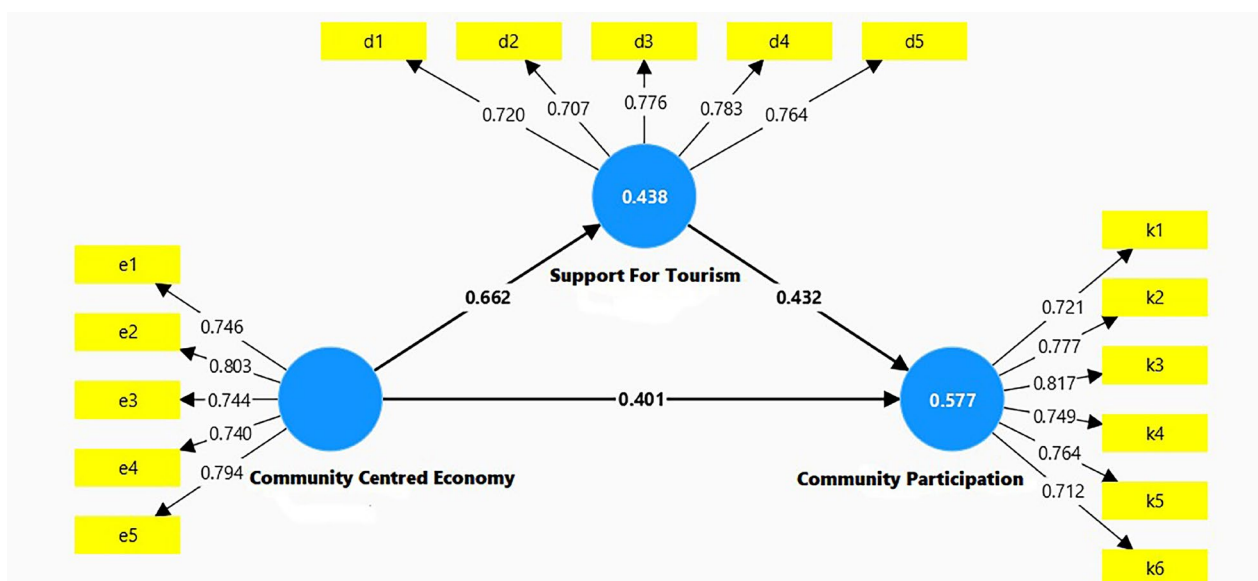 d1 d2 d3 d4 d5
0.720 0.707 0.776 0.783 0.764
0.438
Support For Tourism
0.662 0.432
e1
e2
e3
e4
e5
0.746
0.803
0.744
0.740
0.794
Community Centred Economy
0.401
0.577
Community Participation
0.721
0.777
0.817
0.749
0.764
0.712
k1
k2
k3
k4
k5
k6